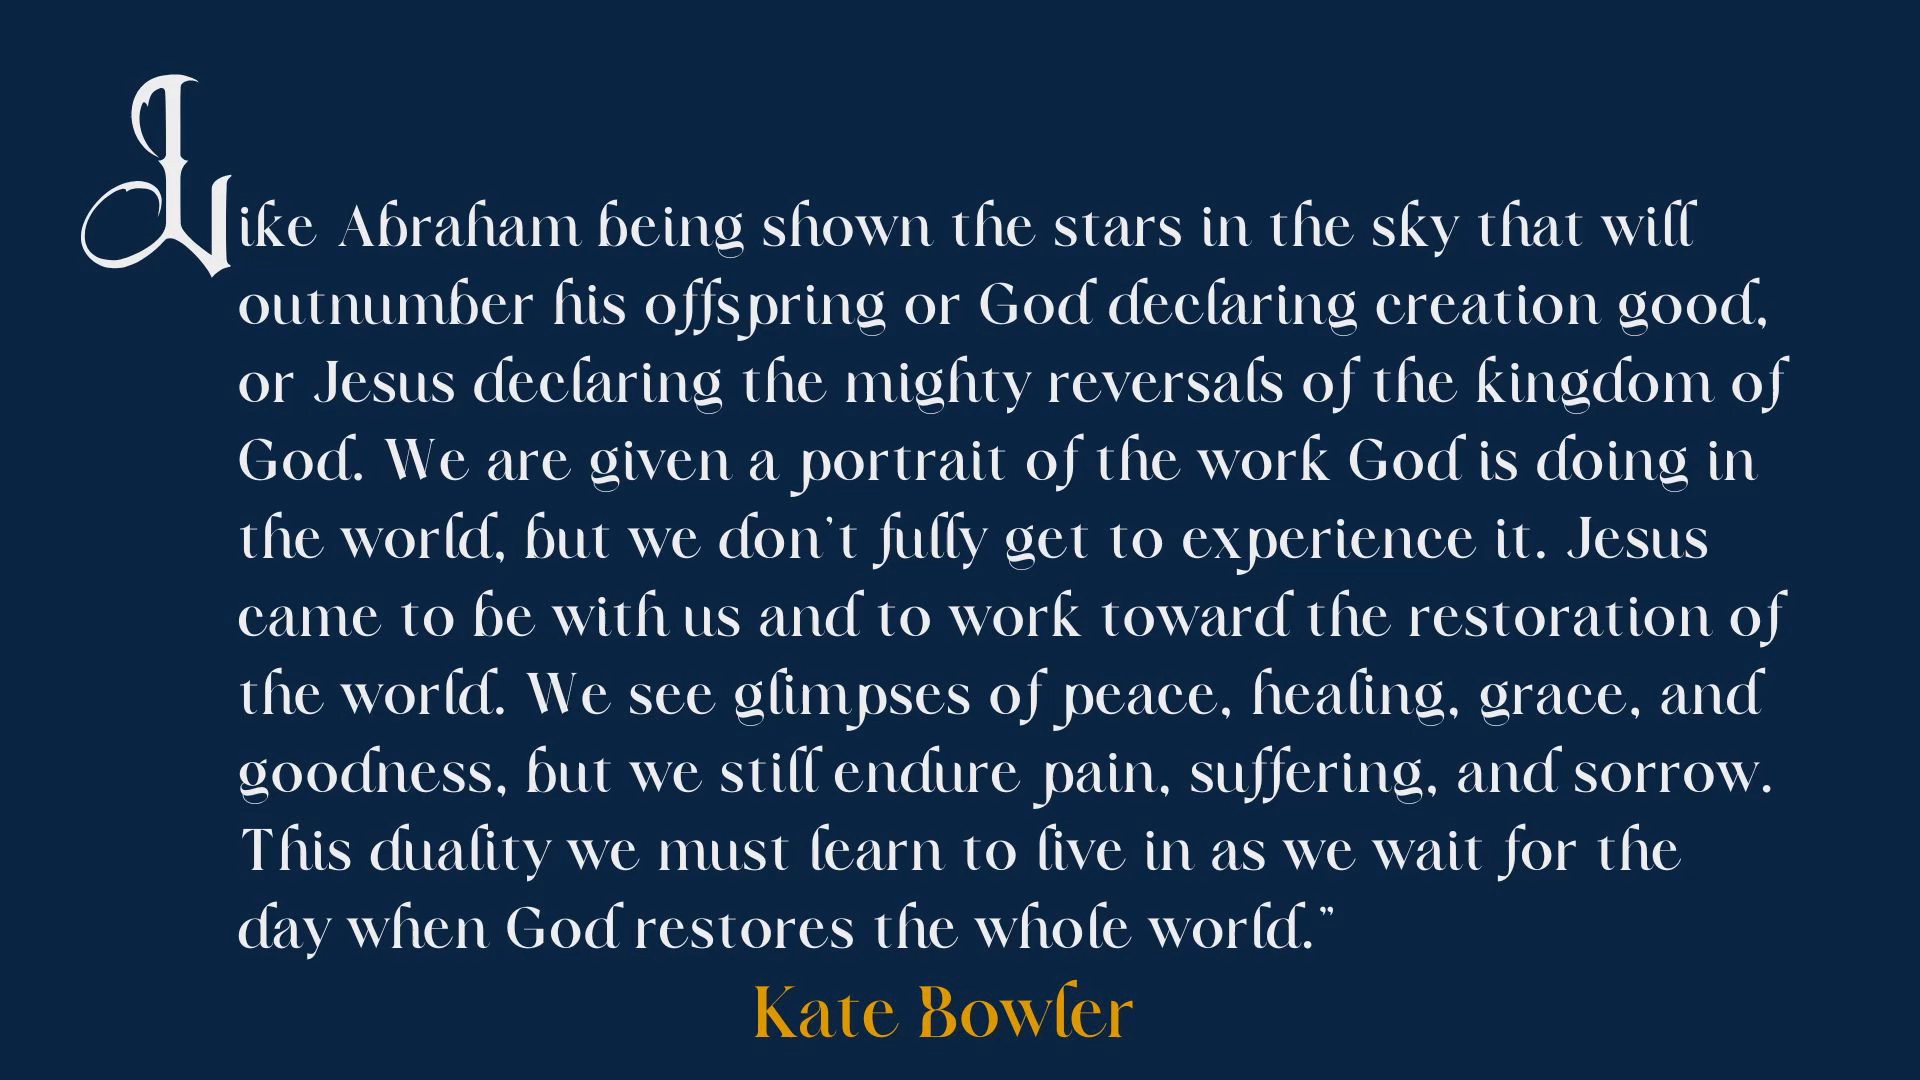 Like Abraham being shown the stars in the sky that will
outnumber his offspring or God declaring creation good,
or Jesus declaring the mighty reversals of the kingdom of
God. We are given a portrait of the work God is doing in
the world, but we don't fully get to experience it. Jesus
came to be with us and to work toward the restoration of
the world. We see glimpses of peace, healing, grace, and
goodness, but we still endure pain, suffering, and sorrow.
This duality we must learn to live in as we wait for the
day when God restores the whole world."
Kate Bowler